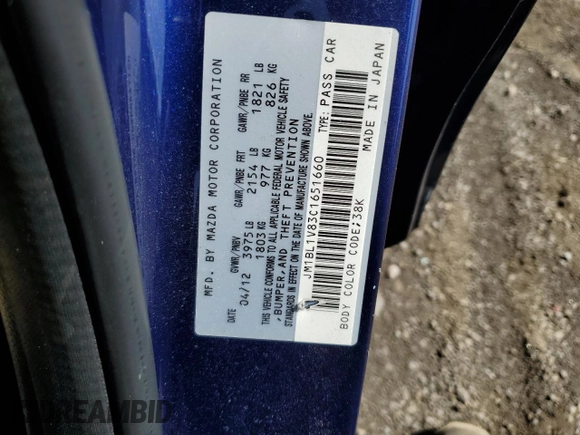 MFD. BY MAZDA MOTOR CORPORATION
DATE GVWR/PNBV GAWR/PNBE FRT GAWR/PNBE RR
04/12 3975 LB 2154 LB 1821 LB
1803 KG 977 KG 826 KG
THIS VEHICLE CONFORMS TO ALL APPLICABLE FEDERAL MOTOR VEHICLE SAFETY
, BUMPER, AND THEFT PREVENTION
STANDARDS IN EFFECT ON THE DATE OF MANUFACTURE SHOWN ABOVE.
JM1BL1V83C1651660 TYPE: PASS CAR
BODY COLOR CODE;38K MADE IN JAPAN
DREAMBID